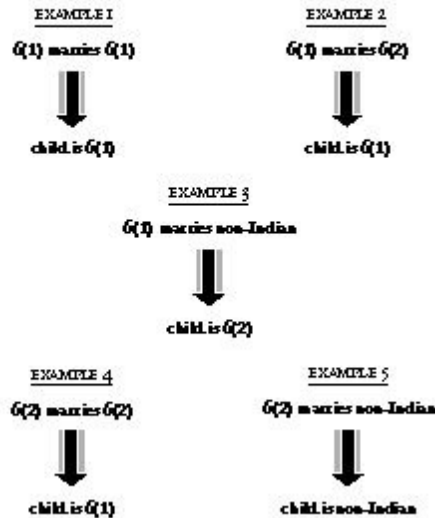 EXAMPLE 1
6(1) marries 6(1)
child is 6(1)
EXAMPLE 2
6(1) marries 6(2)
child is 6(1)
EXAMPLE 3
6(1) marries non-Indian
child is 6(2)
EXAMPLE 4
6(2) marries 6(2)
child is 6(1)
EXAMPLE 5
6(2) marries non-Indian
child is non-Indian